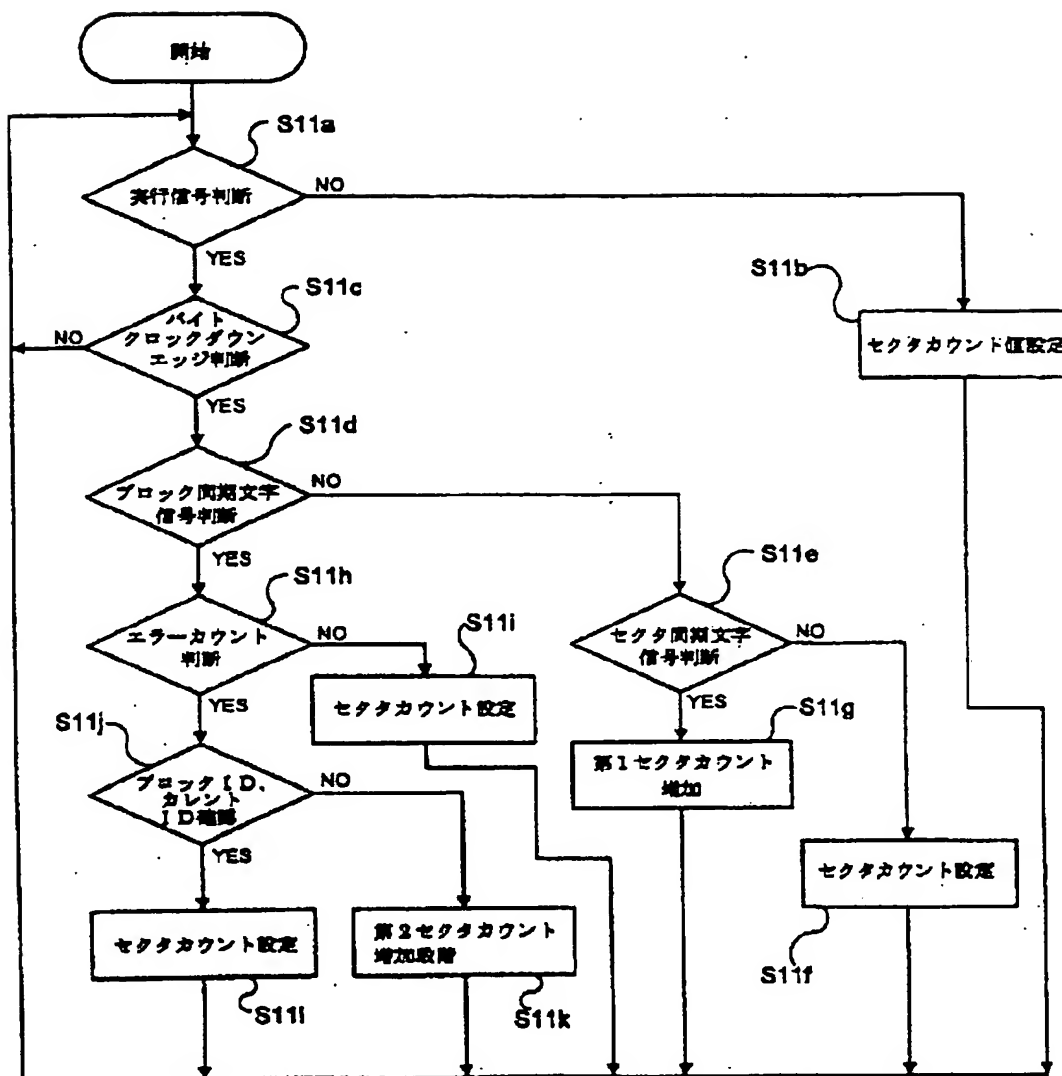 開始
S11a
実行信号判断
NO
YES
S11b
S11c
バイト
クロックダウン
エッジ判断
NO
セクタカウント値設定
YES
S11d
ブロック同期文字
信号判断
NO
YES
S11e
S11h
エラーカウント
判断
NO
S11i
セクタ同期文字
信号判断
NO
YES
セクタカウント設定
YES
S11g
S11j
第1セクタカウント
増加
ブロックID、
カレント
ID確認
NO
YES
セクタカウント設定
セクタカウント設定
第2セクタカウント
増加段階
S11f
S11l
S11k